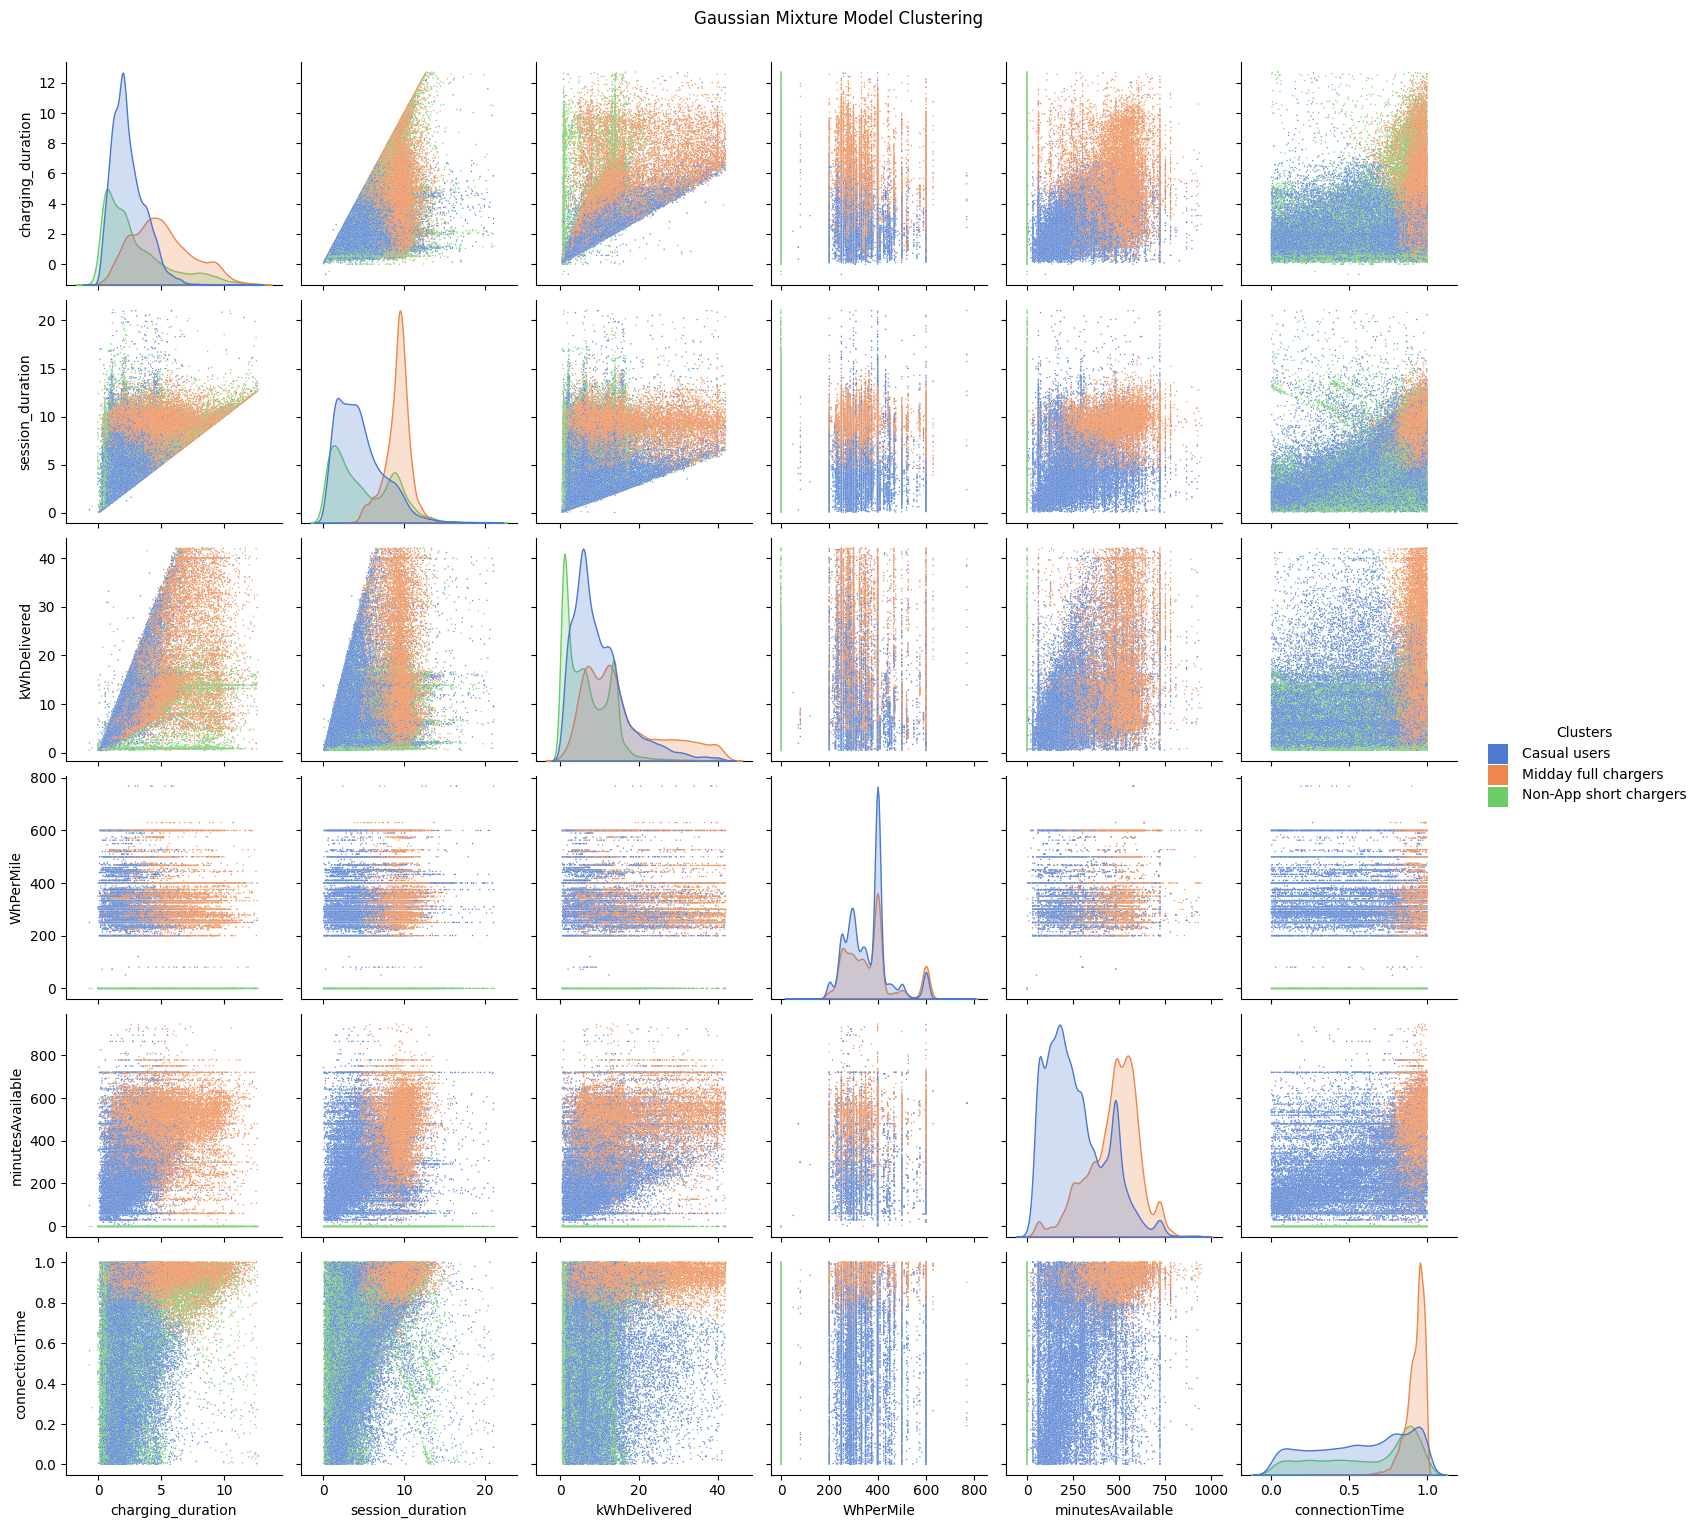 Gaussian Mixture Model Clustering
charging_duration
12
10
8
6
4
2
0
session_duration
20
15
10
5
0
kWhDelivered
40
30
20
10
0
WhPerMile
800
600
400
200
0
minutesAvailable
800
600
400
200
0
connectionTime
1.0
0.8
0.6
0.4
0.2
0.0
0 5 10
0 10 20
0 20 40
0 200 400 600 800
0 250 500 750 1000
0.0 0.5 1.0
charging_duration
session_duration
kWhDelivered
WhPerMile
minutesAvailable
connectionTime
Clusters
Casual users
Midday full chargers
Non-App short chargers